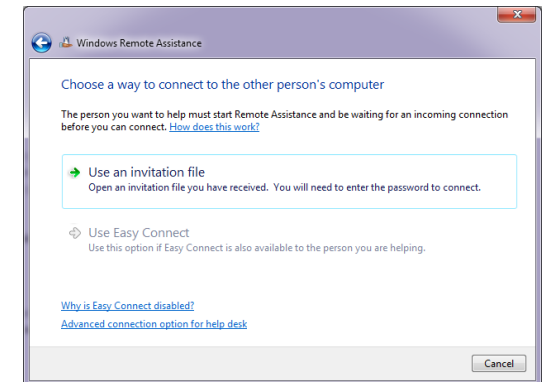 Windows Remote Assistance
Choose a way to connect to the other person's computer
The person you want to help must start Remote Assistance and be waiting for an incoming connection
before you can connect. How does this work?
Use an invitation file
Open an invitation file you have received. You will need to enter the password to connect.
Use Easy Connect
Use this option if Easy Connect is also available to the person you are helping.
Why is Easy Connect disabled?
Advanced connection option for help desk
Cancel